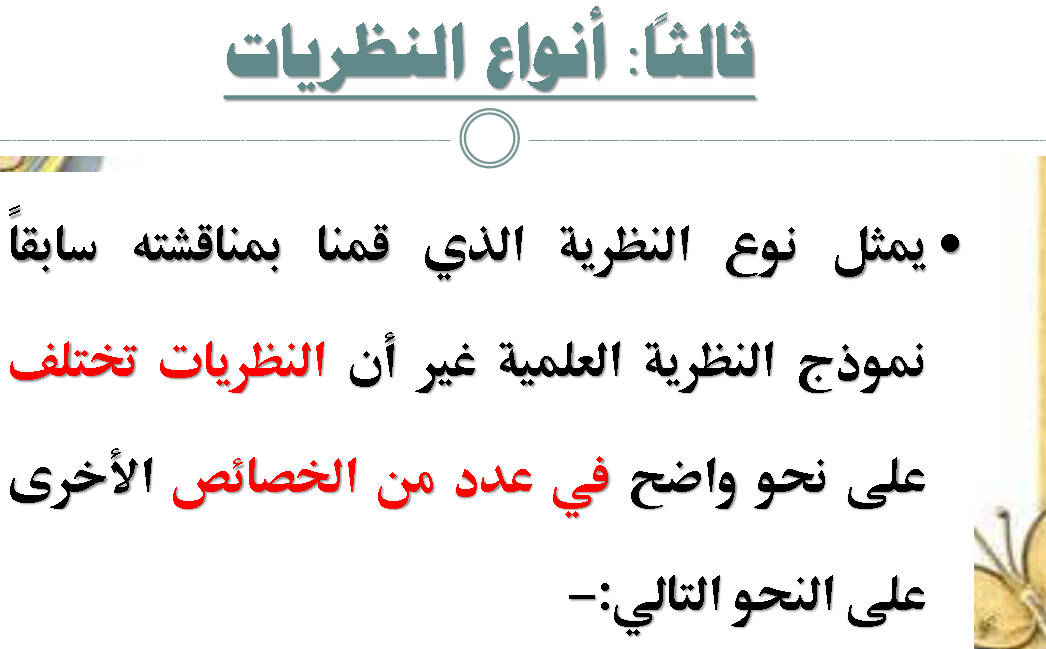 ثالثًا: أنواع النظريات
• يمثل نوع النظرية الذي قمنا بمناقشته سابقاً
نموذج النظرية العلمية غير أن النظريات تختلف
على نحو واضح في عدد من الخصائص الأخرى
على النحو التالي:-